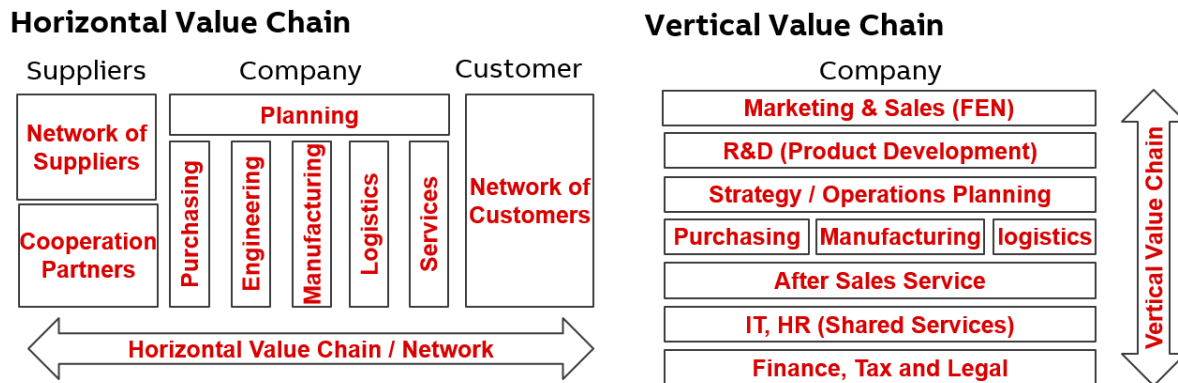 Horizontal Value Chain
Suppliers
Company
Customer
Network of
Suppliers
Cooperation
Partners
Planning
Purchasing
Engineering
Manufacturing
Logistics
Services
Network of
Customers
Horizontal Value Chain / Network
Vertical Value Chain
Company
Marketing & Sales (FEN)
R&D (Product Development)
Strategy / Operations Planning
Purchasing
Manufacturing
logistics
After Sales Service
IT, HR (Shared Services)
Finance, Tax and Legal
Vertical Value Chain